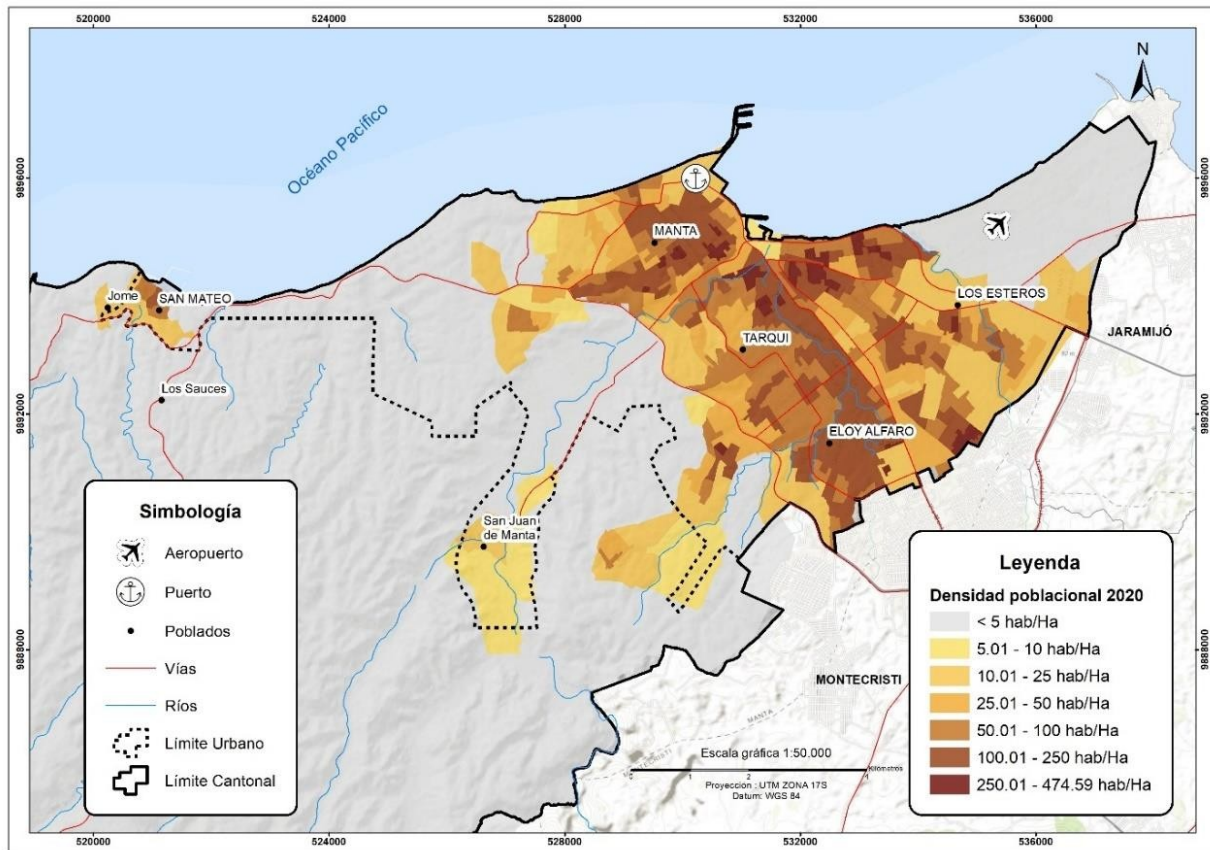 520000
524000
528000
532000
536000
N
Océano Pacífico
9896000
9896000
MANTA
Jome
SAN MATEO
LOS ESTEROS
JARAMIJÓ
TARQUI
Los Sauces
9892000
9892000
ELOY ALFARO
San Juan
de Manta
Simbología
Aeropuerto
Puerto
Poblados
Vías
Ríos
Límite Urbano
Límite Cantonal
9888000
9888000
MONTECRISTI
MANTA
MONTECRISTI
Escala gráfica 1:50.000
Kilómetros
Proyección : UTM ZONA 17S
Datum: WGS 84
Leyenda
Densidad poblacional 2020
< 5 hab/Ha
5.01 - 10 hab/Ha
10.01 - 25 hab/Ha
25.01 - 50 hab/Ha
50.01 - 100 hab/Ha
100.01 - 250 hab/Ha
250.01 - 474.59 hab/Ha
520000
524000
528000
532000
536000